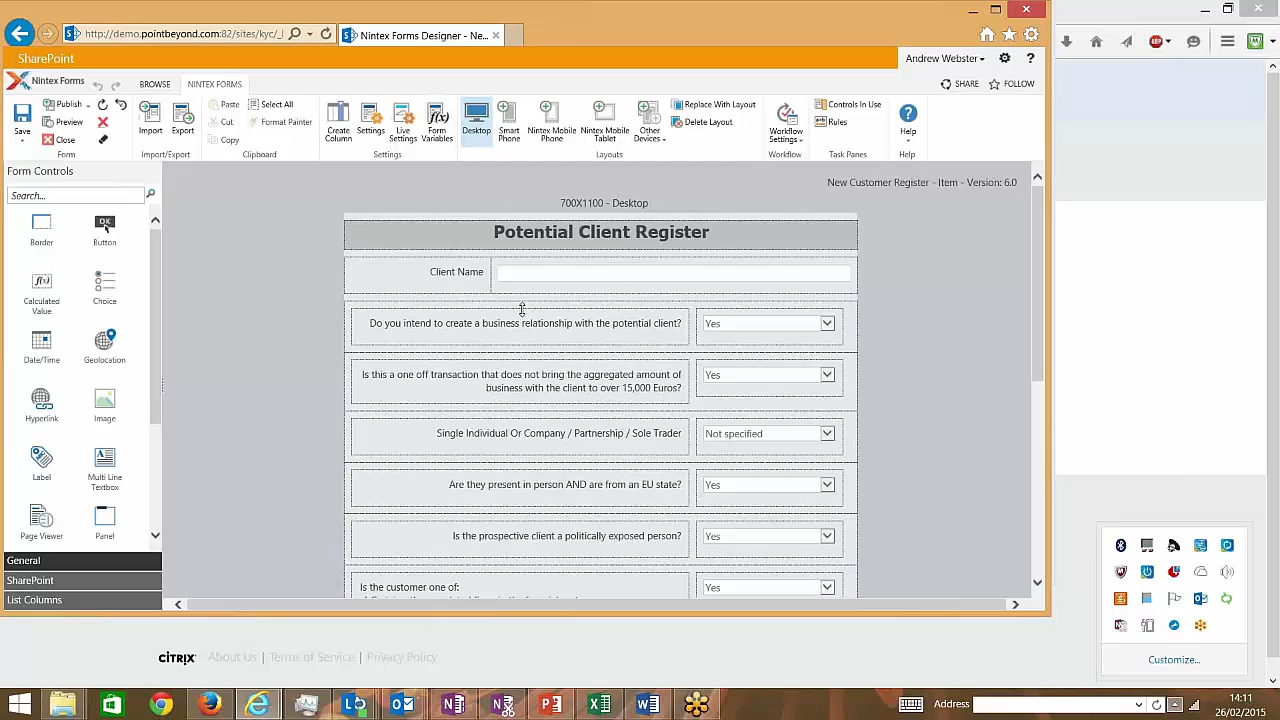 http://demo.pointbeyond.com:82/sites/kyc/_l
Nintex Forms Designer - Ne...
SharePoint
Andrew Webster
?
Nintex Forms
BROWSE
NINTEX FORMS
SHARE
FOLLOW
Save
Publish
Preview
Close
Form
Import
Export
Import/Export
Paste
Cut
Copy
Select All
Format Painter
Clipboard
Create Column
Settings
Live Settings
Form Variables
Settings
Desktop
Smart Phone
Nintex Mobile Phone
Nintex Mobile Tablet
Other Devices
Replace With Layout
Delete Layout
Layouts
Workflow Settings
Workflow
Controls In Use
Rules
Task Panes
Help
Help
Form Controls
Search...
Border
OK
Button
f(x)
Calculated Value
Choice
Date/Time
Geolocation
Hyperlink
Image
Label
Multi Line Textbox
Page Viewer
Panel
General
SharePoint
List Columns
New Customer Register - Item - Version: 6.0
700X1100 - Desktop
Potential Client Register
Client Name
Do you intend to create a business relationship with the potential client?
Yes
Is this a one off transaction that does not bring the aggregated amount of
business with the client to over 15,000 Euros?
Yes
Single Individual Or Company / Partnership / Sole Trader
Not specified
Are they present in person AND are from an EU state?
Yes
Is the prospective client a politically exposed person?
Yes
Is the customer one of:
Yes
Customize...
CITRIX
About Us | Terms of Service | Privacy Policy
Address
14:11
26/02/2015